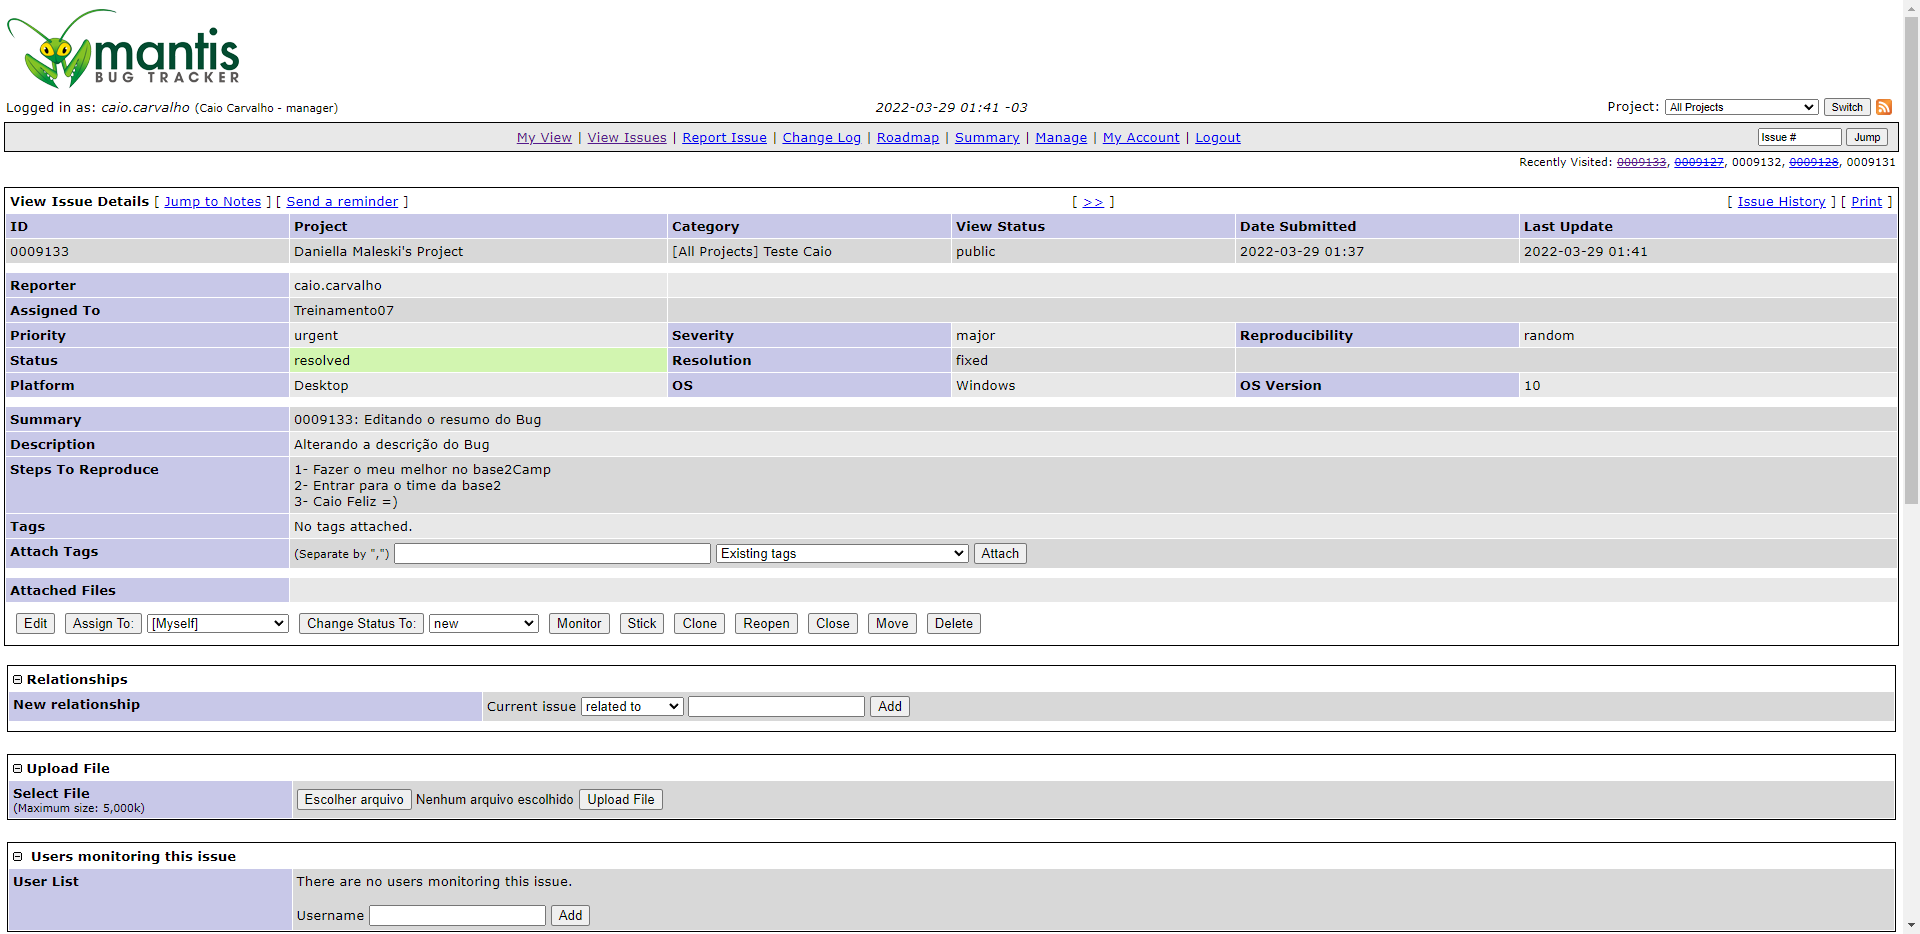 mantis
BUG TRACKER
Logged in as: caio.carvalho (Caio Carvalho - manager)
2022-03-29 01:41 -03
Project: All Projects Switch
My View | View Issues | Report Issue | Change Log | Roadmap | Summary | Manage | My Account | Logout
Issue # Jump
Recently Visited: 0009133, 0009127, 0009132, 0009128, 0009131
View Issue Details [ Jump to Notes ] [ Send a reminder ] [ >> ] [ Issue History ] [ Print ]
ID Project Category View Status Date Submitted Last Update
0009133 Daniella Maleski's Project [All Projects] Teste Caio public 2022-03-29 01:37 2022-03-29 01:41
Reporter caio.carvalho
Assigned To Treinamento07
Priority urgent Severity major Reproducibility random
Status resolved Resolution fixed
Platform Desktop OS Windows OS Version 10
Summary 0009133: Editando o resumo do Bug
Description Alterando a descrição do Bug
Steps To Reproduce 1- Fazer o meu melhor no base2Camp
2- Entrar para o time da base2
3- Caio Feliz =)
Tags No tags attached.
Attach Tags (Separate by ",") Existing tags Attach
Attached Files
Edit Assign To: [Myself] Change Status To: new Monitor Stick Clone Reopen Close Move Delete
Relationships
New relationship Current issue related to Add
Upload File
Select File
(Maximum size: 5,000k)
Escolher arquivo Nenhum arquivo escolhido Upload File
Users monitoring this issue
User List There are no users monitoring this issue.
Username Add